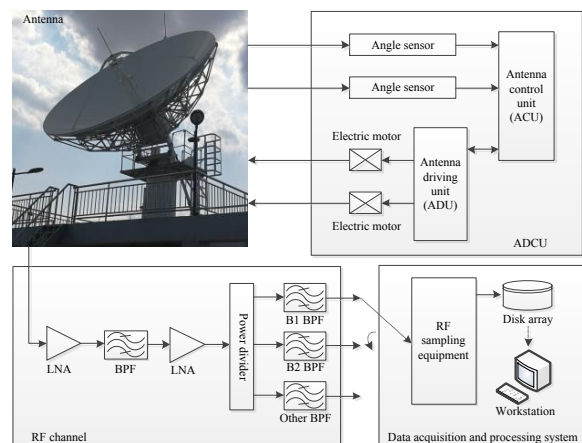 Antenna
Angle sensor
Angle sensor
Antenna
control
unit
(ACU)
Electric motor
Antenna
driving
unit
(ADU)
Electric motor
ADCU
LNA
BPF
LNA
Power divider
B1 BPF
B2 BPF
Other BPF
RF channel
RF
sampling
equipment
Disk array
Workstation
Data acquisition and processing system